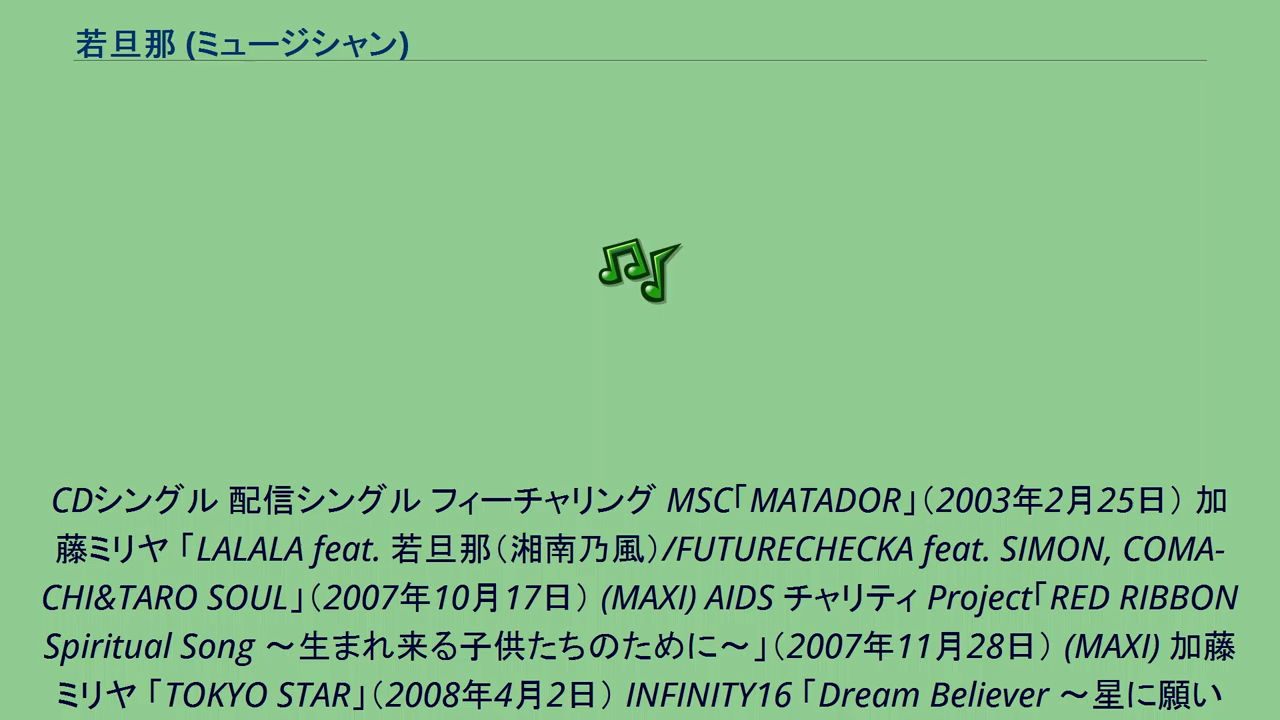 若旦那 (ミュージシャン)
CDシングル 配信シングル フィーチャリング MSC「MATADOR」（2003年2月25日） 加
藤ミリヤ 「LALALA feat. 若旦那（湘南乃風）/FUTURECHECKA feat. SIMON, COMA-
CHI&TARO SOUL」（2007年10月17日） (MAXI) AIDS チャリティ Project「RED RIBBON
Spiritual Song 〜生まれ来る子供たちのために〜」（2007年11月28日） (MAXI) 加藤
ミリヤ 「TOKYO STAR」（2008年4月2日） INFINITY16 「Dream Believer 〜星に願い